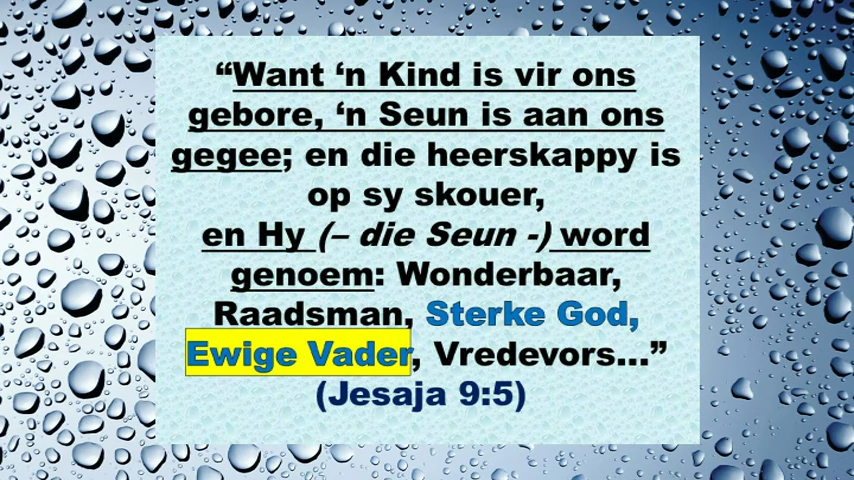 “Want ‘n Kind is vir ons
gebore, ‘n Seun is aan ons
gegee; en die heerskappy is
op sy skouer,
en Hy (– die Seun -) word
genoem: Wonderbaar,
Raadsman, Sterke God,
Ewige Vader, Vredevors...”
(Jesaja 9:5)